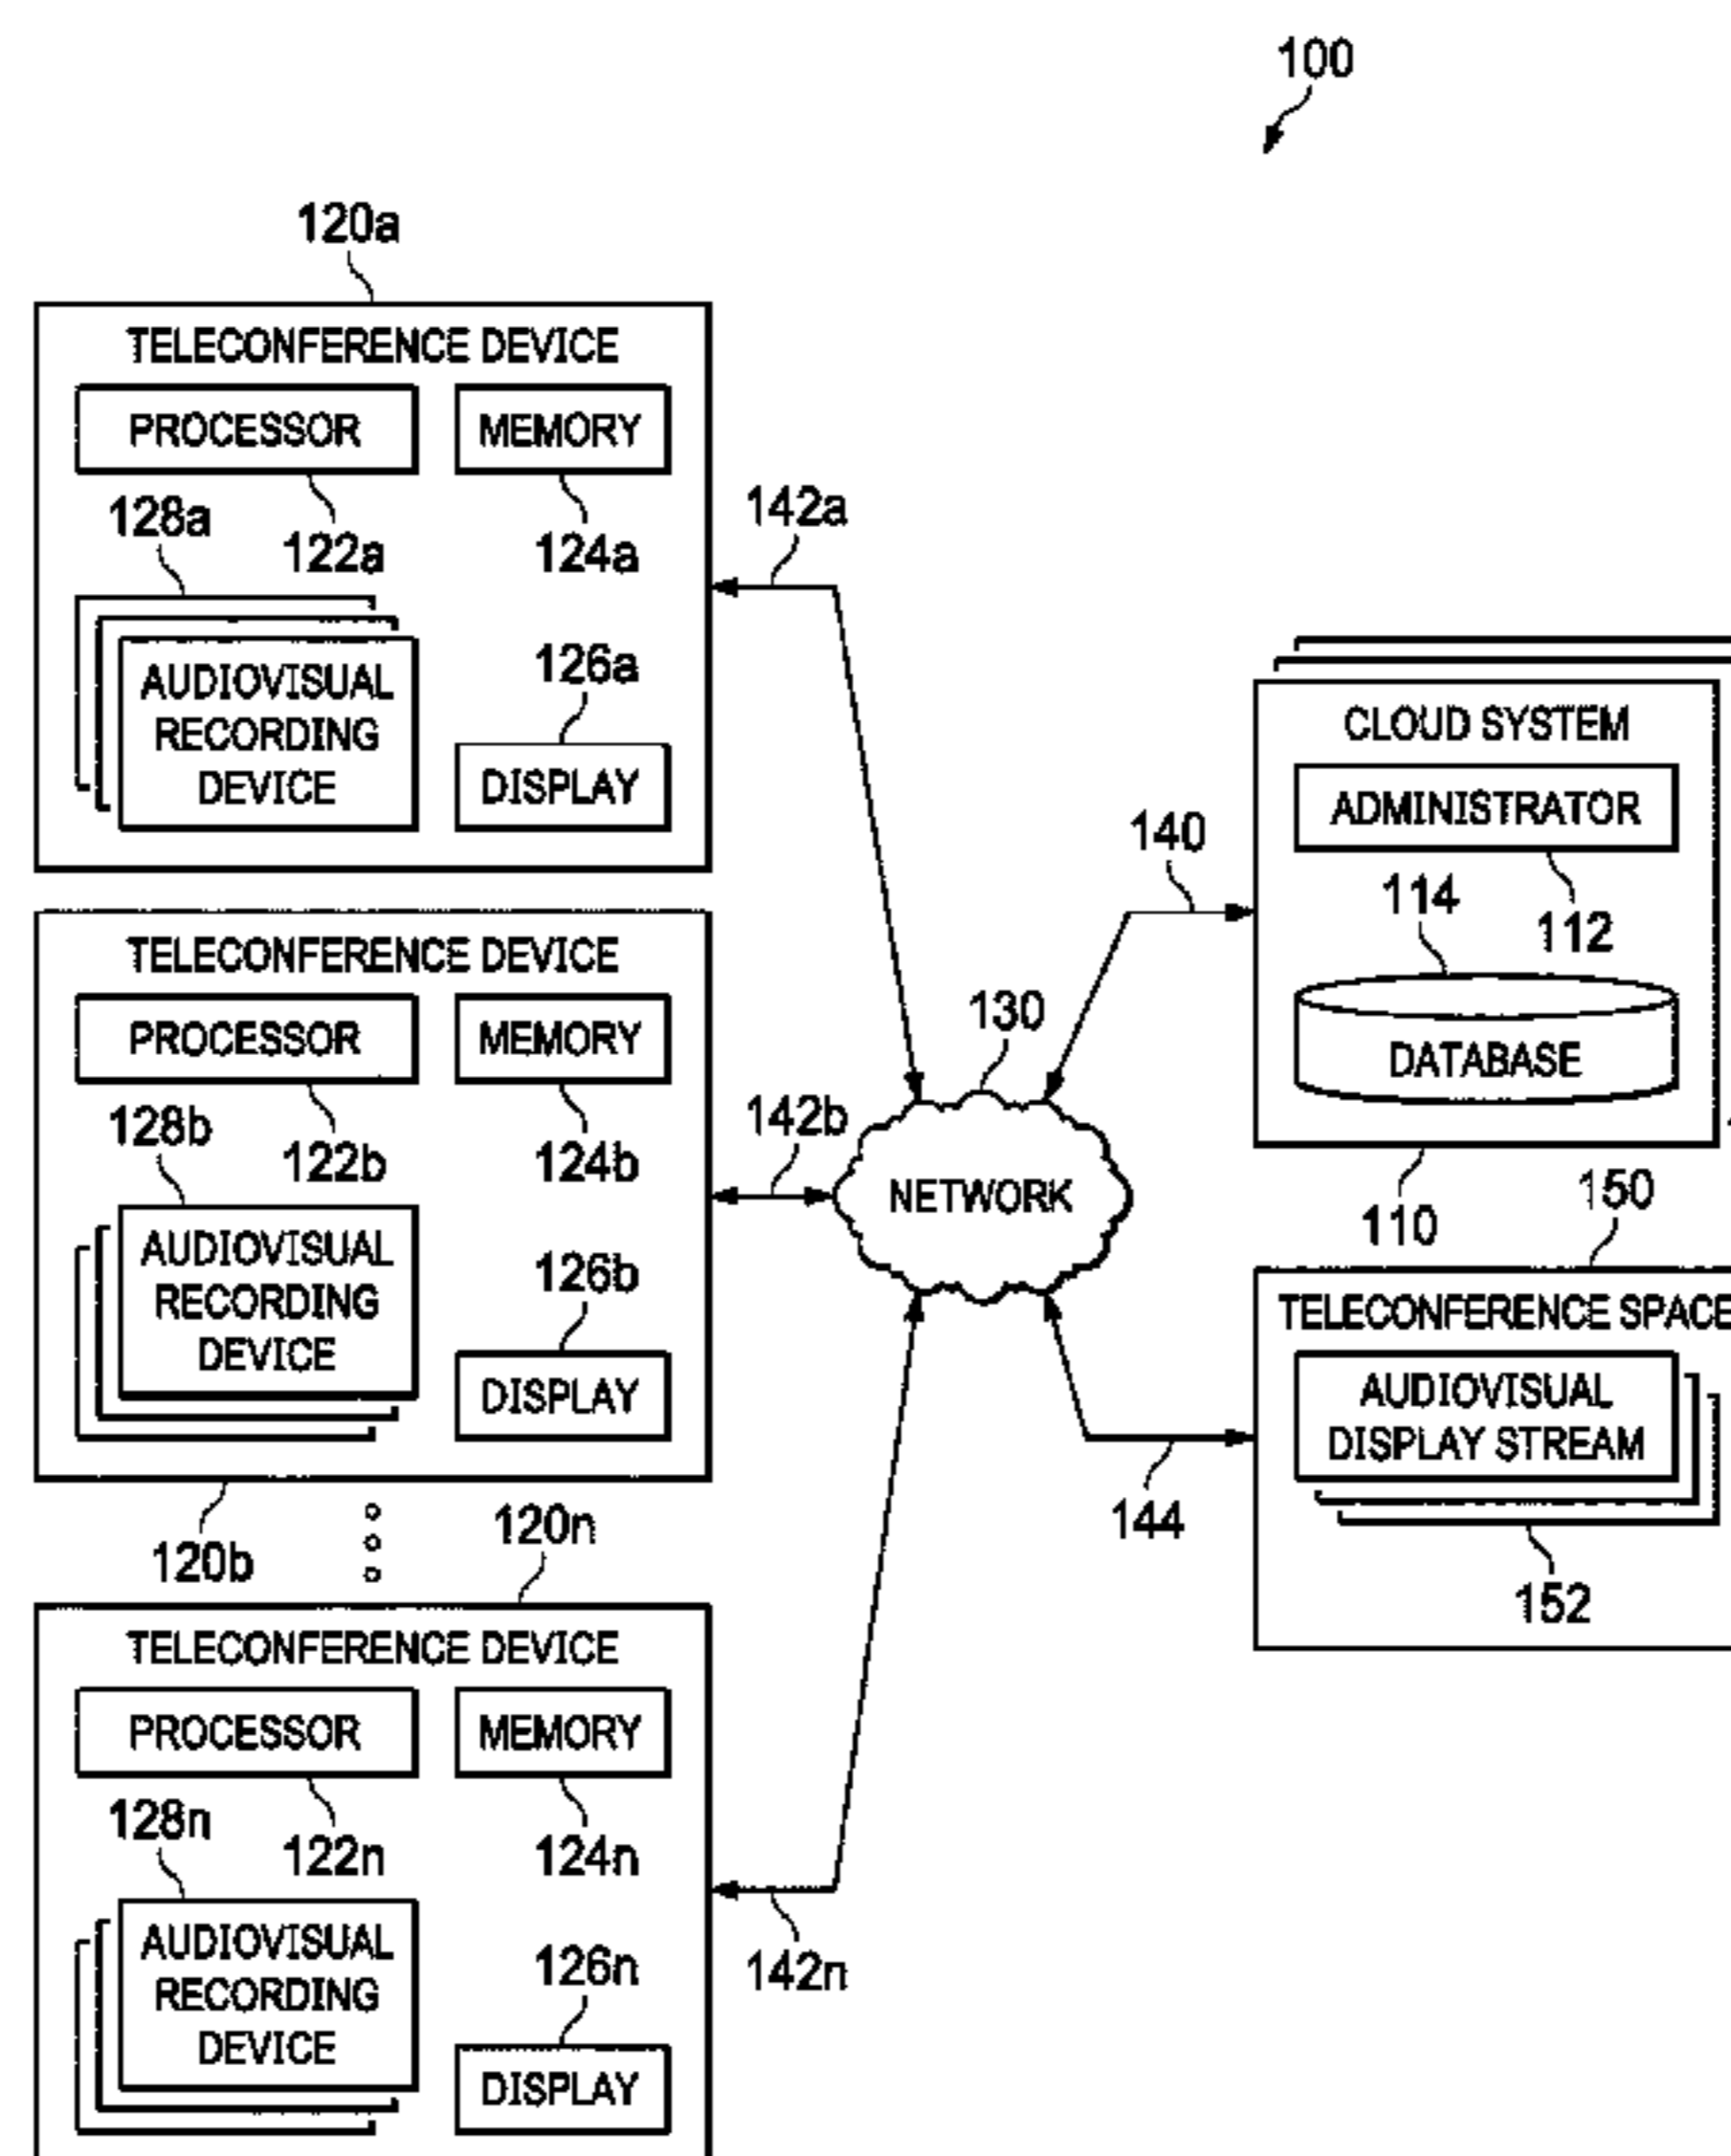 100
120a
TELECONFERENCE DEVICE
PROCESSOR
MEMORY
128a
122a
124a
AUDIOVISUAL
RECORDING
DEVICE
126a
DISPLAY
142a
TELECONFERENCE DEVICE
PROCESSOR
MEMORY
128b
122b
124b
AUDIOVISUAL
RECORDING
DEVICE
126b
DISPLAY
120b
142b
120n
TELECONFERENCE DEVICE
PROCESSOR
MEMORY
128n
122n
124n
AUDIOVISUAL
RECORDING
DEVICE
126n
DISPLAY
142n
130
NETWORK
140
CLOUD SYSTEM
ADMINISTRATOR
114
112
DATABASE
110
150
TELECONFERENCE SPACE
AUDIOVISUAL
DISPLAY STREAM
144
152